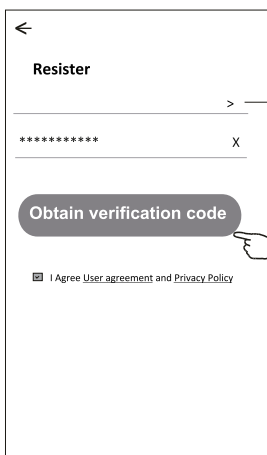 Resister
>
*********** X
Obtain verification code
I Agree User agreement and Privacy Policy